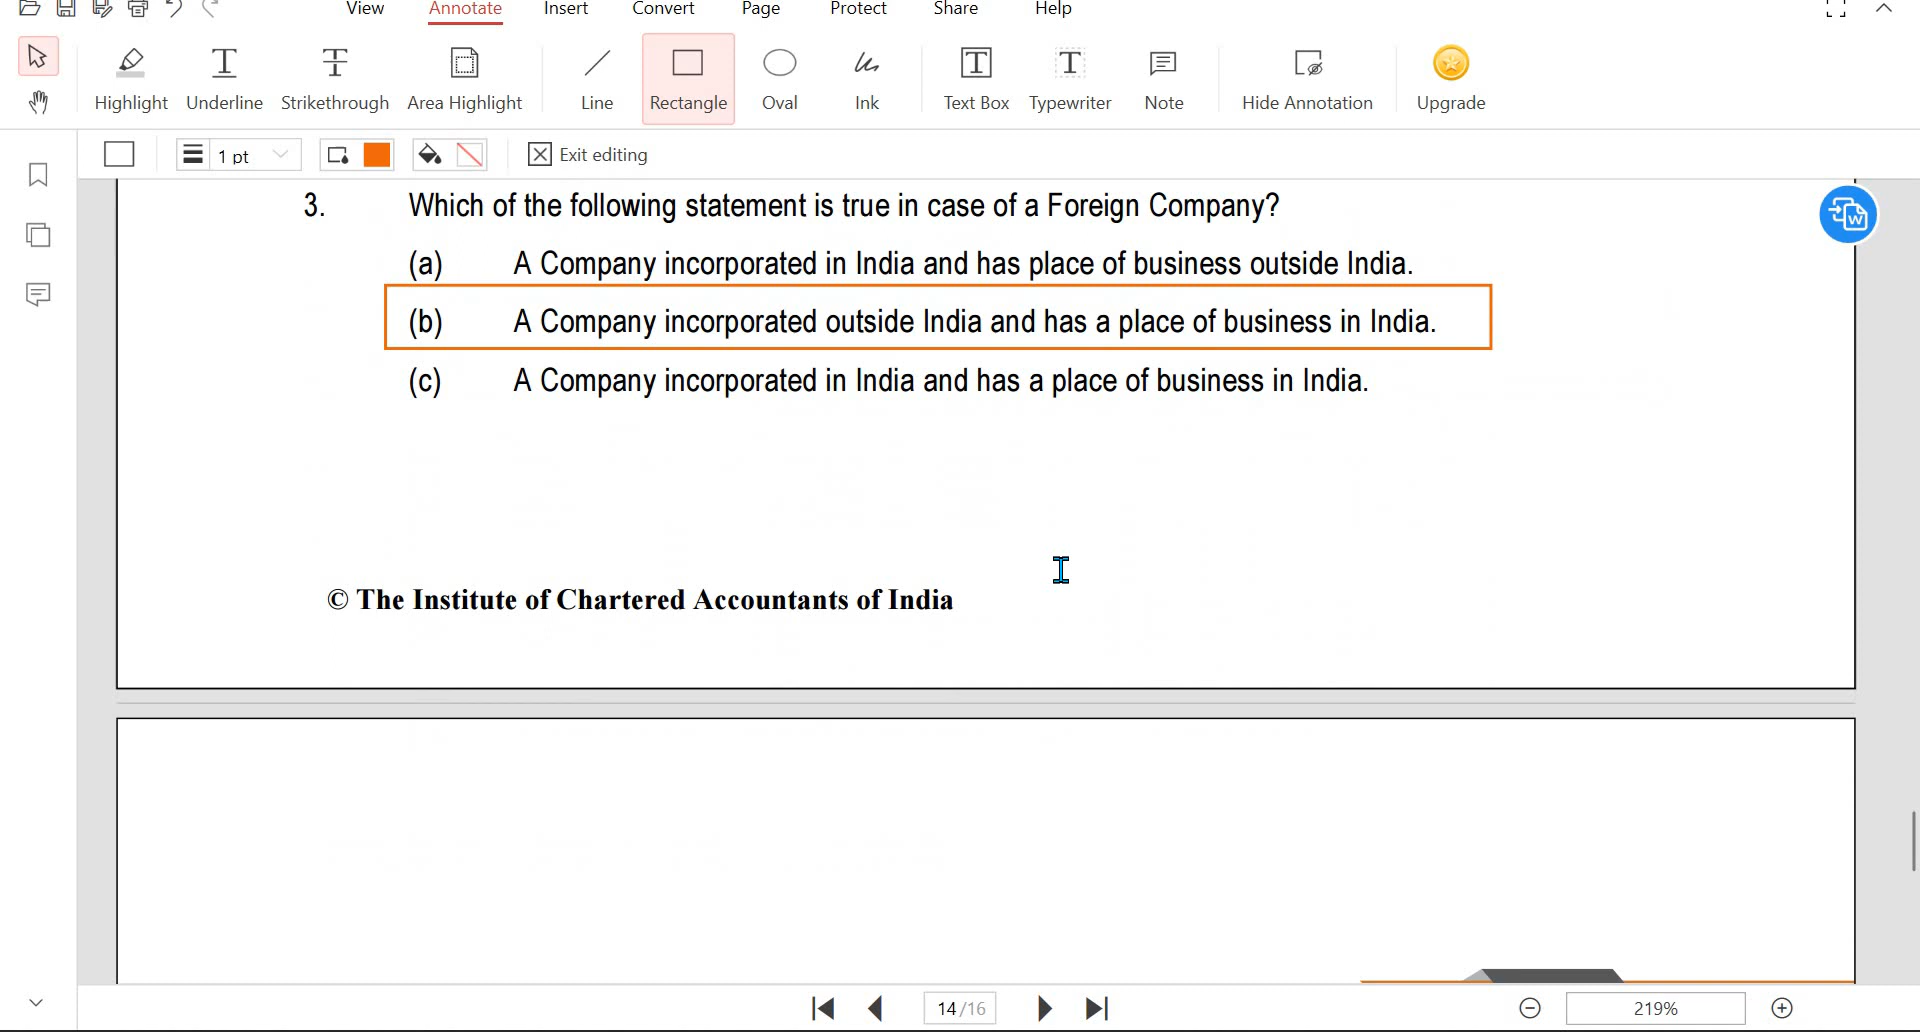 View Annotate Insert Convert Page Protect Share Help
Highlight Underline Strikethrough Area Highlight Line Rectangle Oval Ink Text Box Typewriter Note Hide Annotation Upgrade
1 pt Exit editing
3. Which of the following statement is true in case of a Foreign Company?
(a) A Company incorporated in India and has place of business outside India.
(b) A Company incorporated outside India and has a place of business in India.
(c) A Company incorporated in India and has a place of business in India.
© The Institute of Chartered Accountants of India
14/16 219%